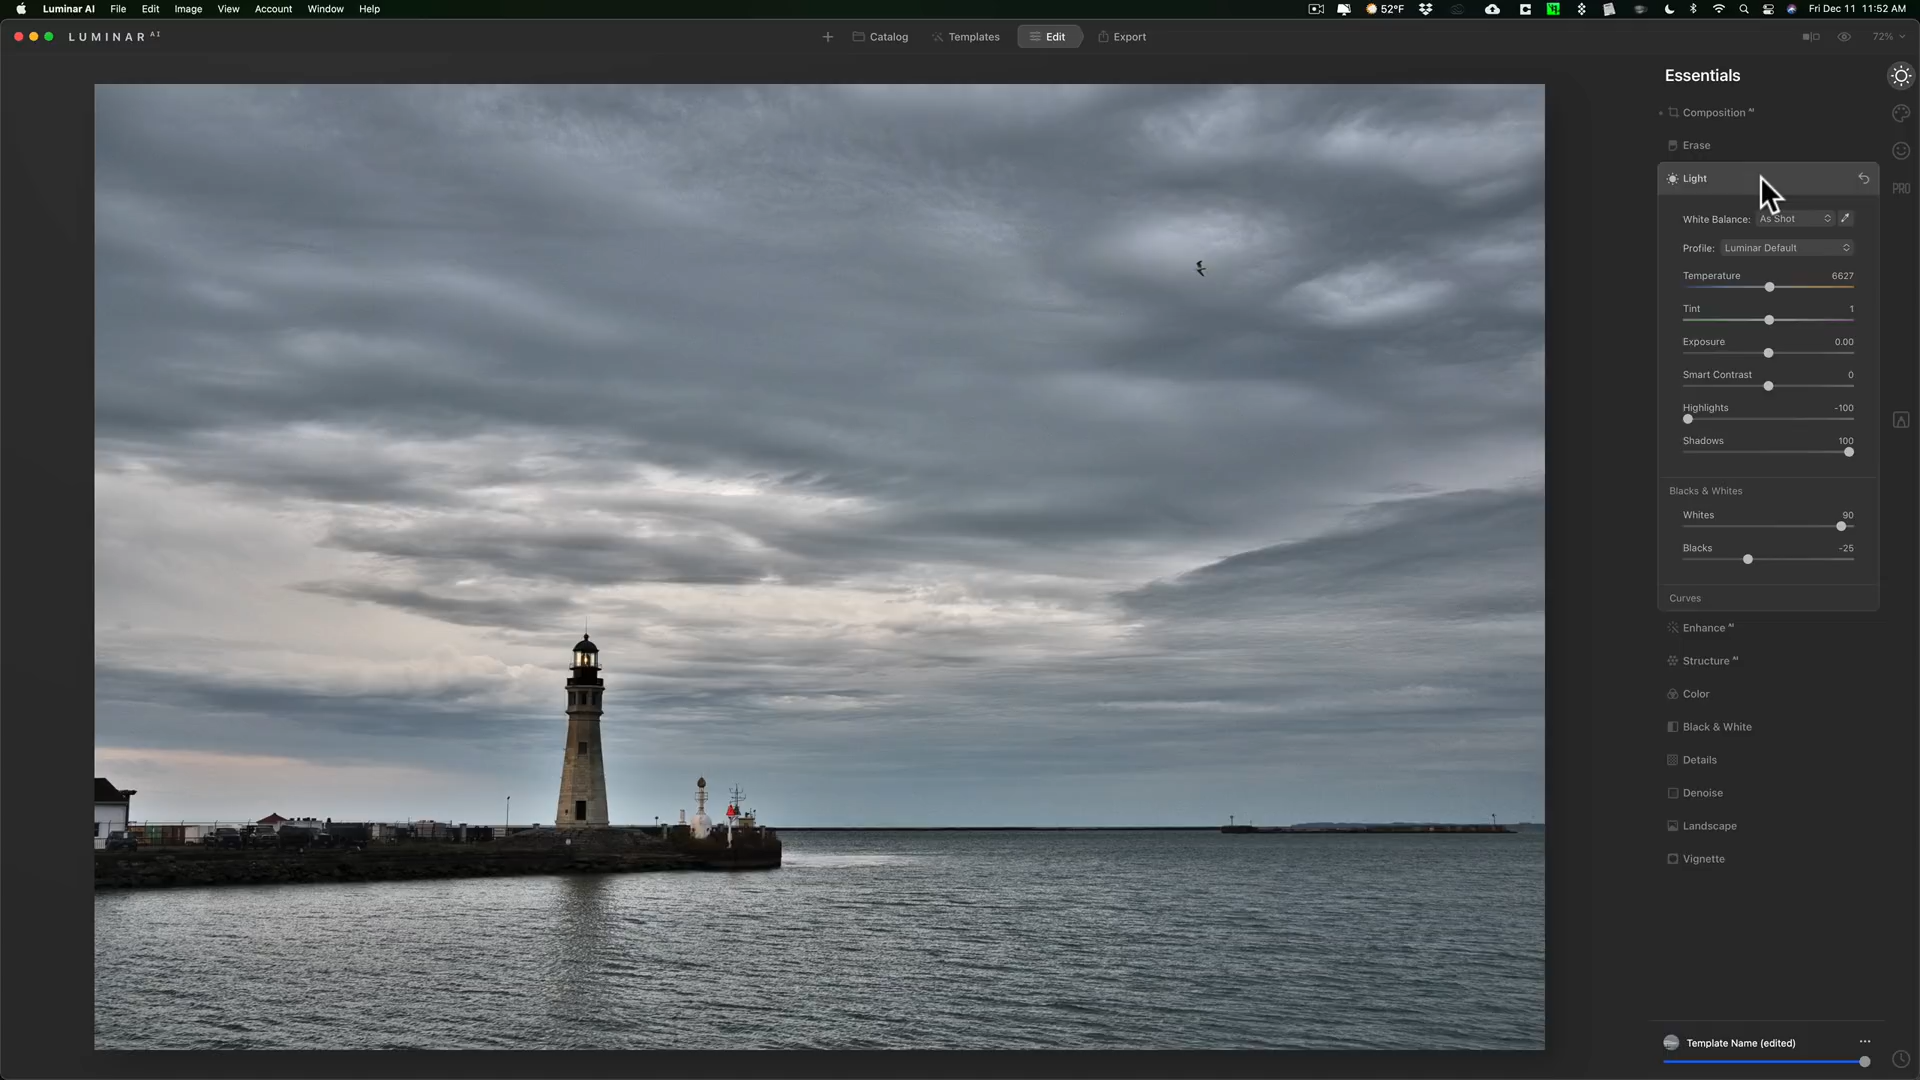 Luminar AI File Edit Image View Account Window Help 52°F Fri Dec 11 11:52 AM
LUMINAR AI Catalog Templates Edit Export 72%
Essentials
Composition AI
Erase
Light
PRO
White Balance: As Shot
Profile: Luminar Default
Temperature 6627
Tint 1
Exposure 0.00
Smart Contrast 0
Highlights -100
Shadows 100
Blacks & Whites
Whites 90
Blacks -25
Curves
Enhance AI
Structure AI
Color
Black & White
Details
Denoise
Landscape
Vignette
Template Name (edited)